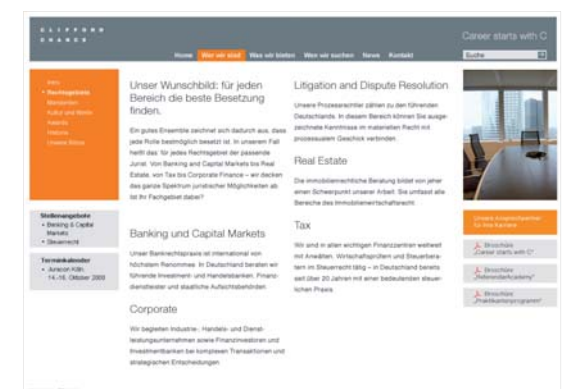 CLIFFORD
CHANCE
Career starts with C
Home Wer wir sind Was wir bieten Wen wir suchen News Kontakt
Suche
Intro
• Rechtsgebiete
Mandanten
Kultur und Werte
Awards
Historie
Unsere Büros
Stellenangebote
• Banking & Capital
Markets
• Steuerrecht
Terminkalender
• Juracon Köln,
14.-16. Oktober 2009
Unser Wunschbild: für jeden
Bereich die beste Besetzung
finden.
Ein gutes Ensemble zeichnet sich dadurch aus, dass
jede Rolle bestmöglich besetzt ist. In unserem Fall
heißt das: für jedes Rechtsgebiet der passende
Jurist. Von Banking and Capital Markets bis Real
Estate, von Tax bis Corporate Finance – wir decken
das ganze Spektrum juristischer Möglichkeiten ab.
Ist Ihr Fachgebiet dabei?
Banking und Capital Markets
Unser Bankrechtspraxis ist international von
höchstem Renommee. In Deutschland beraten wir
führende Investment- und Handelsbanken, Finanz-
dienstleister und staatliche Aufsichtsbehörden.
Corporate
Wir begleiten Industrie-, Handels- und Dienst-
leistungsunternehmen sowie Finanzinvestoren und
Investmentbanken bei komplexen Transaktionen und
strategischen Entscheidungen.
Litigation and Dispute Resolution
Unsere Prozessrechtler zählen zu den führenden
Deutschlands. In diesem Bereich können Sie ausge-
zeichnete Kenntnisse im materiellen Recht mit
prozessualem Geschick verbinden.
Real Estate
Die immobilienrechtliche Beratung bildet von jeher
einen Schwerpunkt unserer Arbeit. Sie umfasst alle
Bereiche des Immobilienwirtschaftsrecht.
Tax
Wir sind in allen wichtigen Finanzzentren weltweit
mit Anwälten, Wirtschaftsprüfern und Steuerbera-
tern im Steuerrecht tätig – in Deutschland bereits
seit über 20 Jahren mit einer bedeutenden steuer-
lichen Praxis.
Unsere Ansprechpartner
für Ihre Karriere
Broschüre
„Career starts with C“
Broschüre
„ReferendarAcademy“
Broschüre
„Praktikantenprogramm“